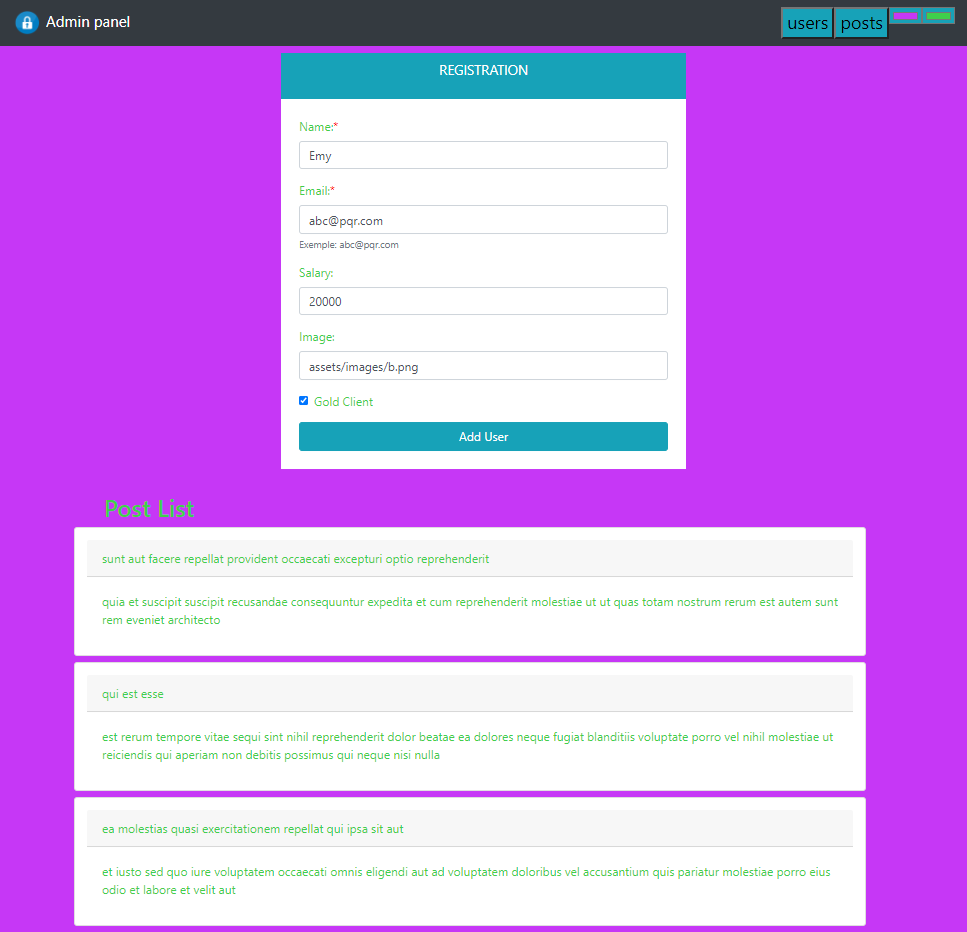 Admin panel
users posts
REGISTRATION
Name:*
Emy
Email:*
abc@pqr.com
Exemple: abc@pqr.com
Salary:
20000
Image:
assets/images/b.png
Gold Client
Add User
Post List
sunt aut facere repellat provident occaecati excepturi optio reprehenderit
quia et suscipit suscipit recusandae consequuntur expedita et cum reprehenderit molestiae ut ut quas totam nostrum rerum est autem sunt
rem eveniet architecto
qui est esse
est rerum tempore vitae sequi sint nihil reprehenderit dolor beatae ea dolores neque fugiat blanditiis voluptate porro vel nihil molestiae ut
reiciendis qui aperiam non debitis possimus qui neque nisi nulla
ea molestias quasi exercitationem repellat qui ipsa sit aut
et iusto sed quo iure voluptatem occaecati omnis eligendi aut ad voluptatem doloribus vel accusantium quis pariatur molestiae porro eius
odio et labore et velit aut